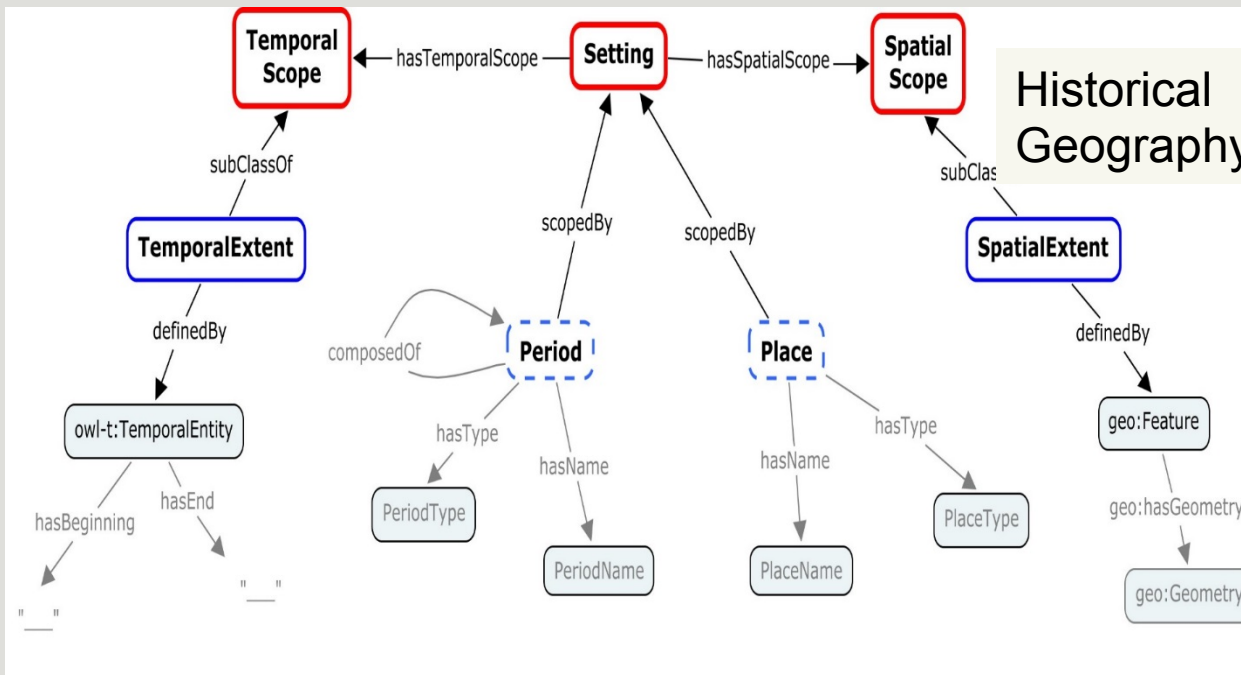 Temporal
Scope
hasTemporalScope
Setting
hasSpatialScope
Spatial
Scope
Historical
Geography
subClassOf
subClas
scopedBy
scopedBy
TemporalExtent
SpatialExtent
definedBy
definedBy
composedOf
Period
Place
owl-t:TemporalEntity
hasType
hasName
hasName
hasType
geo:Feature
hasBeginning
hasEnd
PeriodType
PeriodName
PlaceName
PlaceType
geo:hasGeometry
geo:Geometry
"___"
"___"